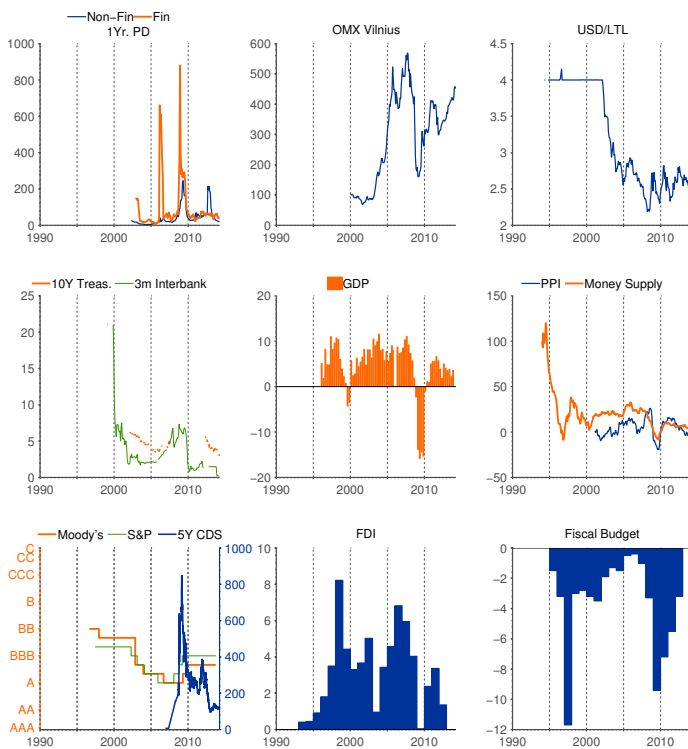 Non−Fin Fin
1Yr. PD
1000
800
600
400
200
0
1990 2000 2010
OMX Vilnius
600
500
400
300
200
100
0
1990 2000 2010
USD/LTL
4.5
4
3.5
3
2.5
2
1990 2000 2010
10Y Treas. 3m Interbank
25
20
15
10
5
0
1990 2000 2010
GDP
20
10
0
−10
−20
1990 2000 2010
PPI Money Supply
150
100
50
0
−50
1990 2000 2010
Moody's S&P 5Y CDS
C
CC
CCC
B
BB
BBB
A
AA
AAA
1000
800
600
400
200
0
1990 2000 2010
FDI
10
8
6
4
2
0
1990 2000 2010
Fiscal Budget
0
−2
−4
−6
−8
−10
−12
1990 2000 2010